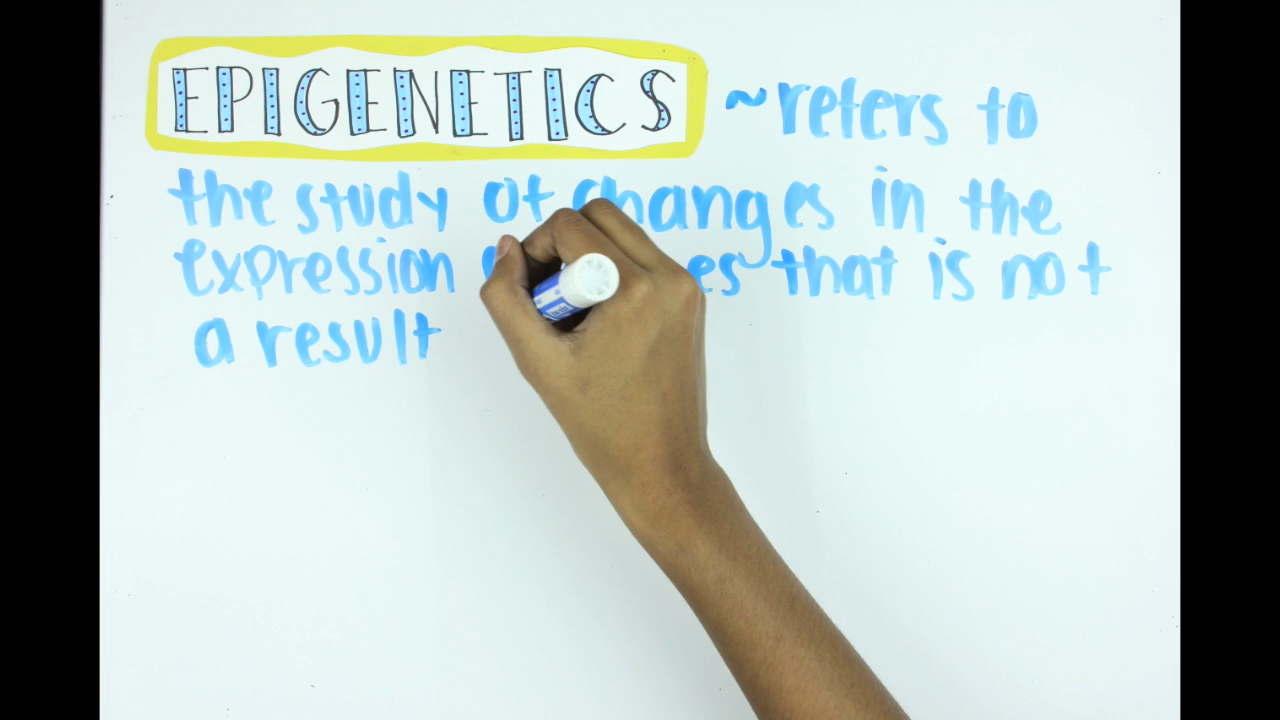 EPIGENETICS ~refers to
the study of changes in the
expression that is not
a result